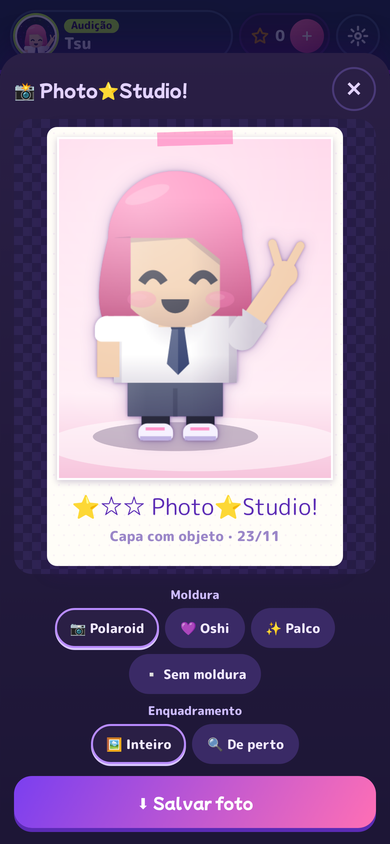 Audição
Tsu
0
+
📸 Photo⭐Studio!
✕
⭐☆☆ Photo⭐Studio!
Capa com objeto · 23/11
Moldura
📷 Polaroid
💜 Oshi
✨ Palco
▪️ Sem moldura
Enquadramento
🖼️ Inteiro
🔍 De perto
⬇ Salvar foto